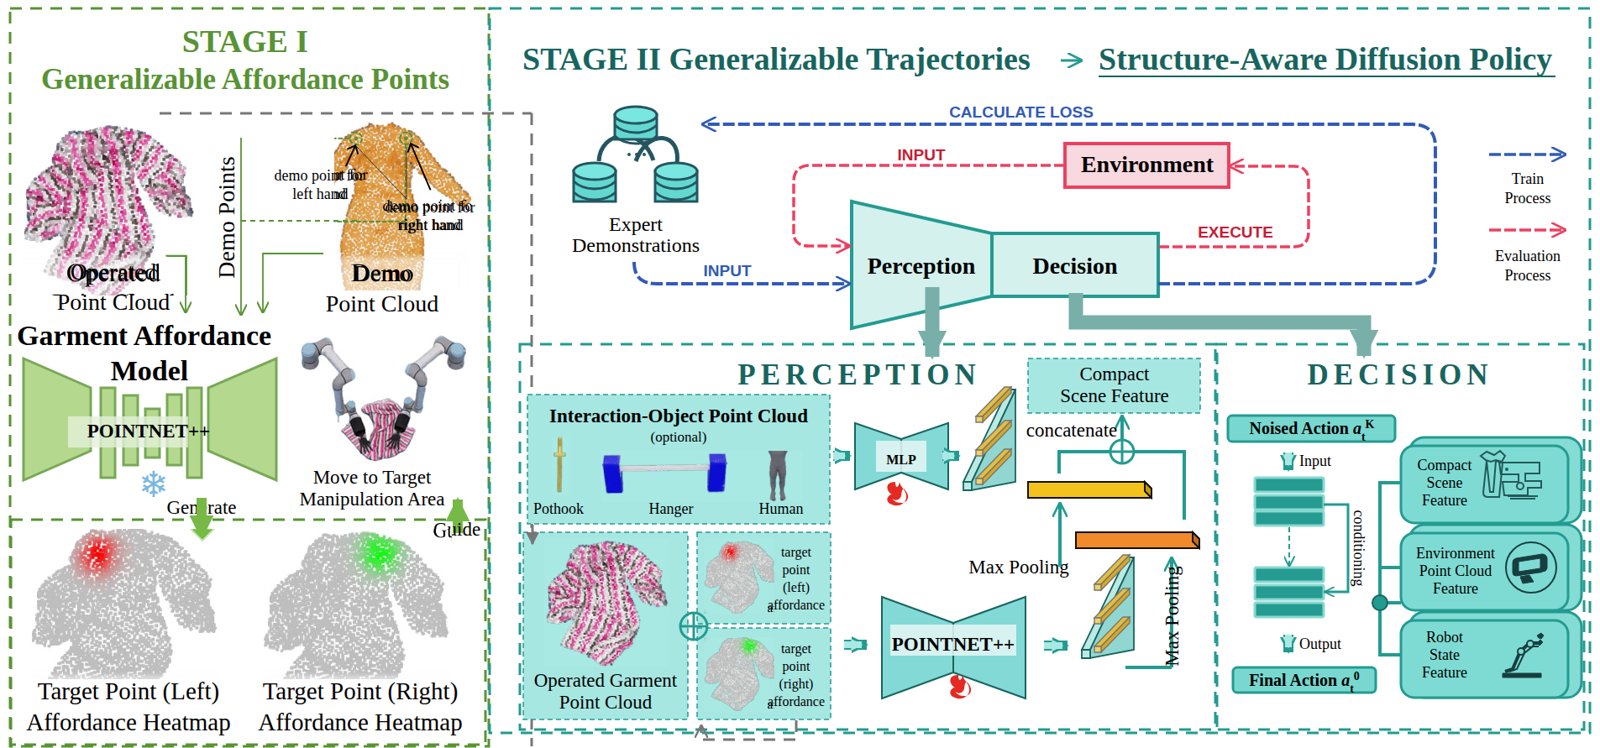 STAGE I
Generalizable Affordance Points
Demo Points
demo point for
left hand
demo point for
right hand
Operated
Point Cloud
Demo
Point Cloud
Garment Affordance
Model
POINTNET++
Generate
Move to Target
Manipulation Area
Guide
Target Point (Left)
Affordance Heatmap
Target Point (Right)
Affordance Heatmap
STAGE II Generalizable Trajectories
Structure-Aware Diffusion Policy
CALCULATE LOSS
INPUT
Environment
EXECUTE
Expert
Demonstrations
INPUT
Perception
Decision
Train
Process
Evaluation
Process
PERCEPTION
Interaction-Object Point Cloud
(optional)
Pothook
Hanger
Human
Operated Garment
Point Cloud
target
point
(left)
affordance
target
point
(right)
affordance
MLP
POINTNET++
Max Pooling
Max Pooling
concatenate
Compact
Scene Feature
DECISION
Noised Action a_t^K
Input
conditioning
Output
Final Action a_t^0
Compact
Scene
Feature
Environment
Point Cloud
Feature
Robot
State
Feature